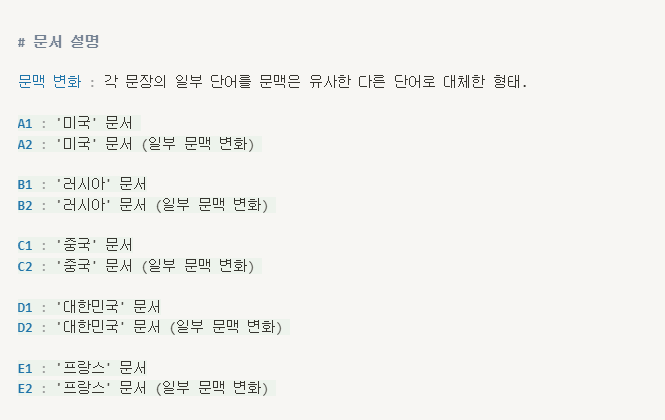 # 문서 설명
문맥 변화 : 각 문장의 일부 단어를 문맥은 유사한 다른 단어로 대체한 형태.
A1 : '미국' 문서
A2 : '미국' 문서 (일부 문맥 변화)
B1 : '러시아' 문서
B2 : '러시아' 문서 (일부 문맥 변화)
C1 : '중국' 문서
C2 : '중국' 문서 (일부 문맥 변화)
D1 : '대한민국' 문서
D2 : '대한민국' 문서 (일부 문맥 변화)
E1 : '프랑스' 문서
E2 : '프랑스' 문서 (일부 문맥 변화)